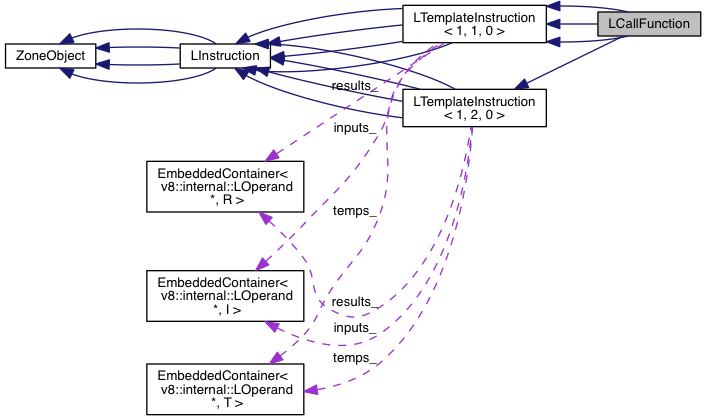 LTemplateInstruction
< 1, 1, 0 >
LCallFunction
ZoneObject
LInstruction
results_
LTemplateInstruction
< 1, 2, 0 >
inputs_
EmbeddedContainer<
v8::internal::LOperand
*, R >
temps_
EmbeddedContainer<
v8::internal::LOperand
*, I >
results_
inputs_
temps_
EmbeddedContainer<
v8::internal::LOperand
*, T >